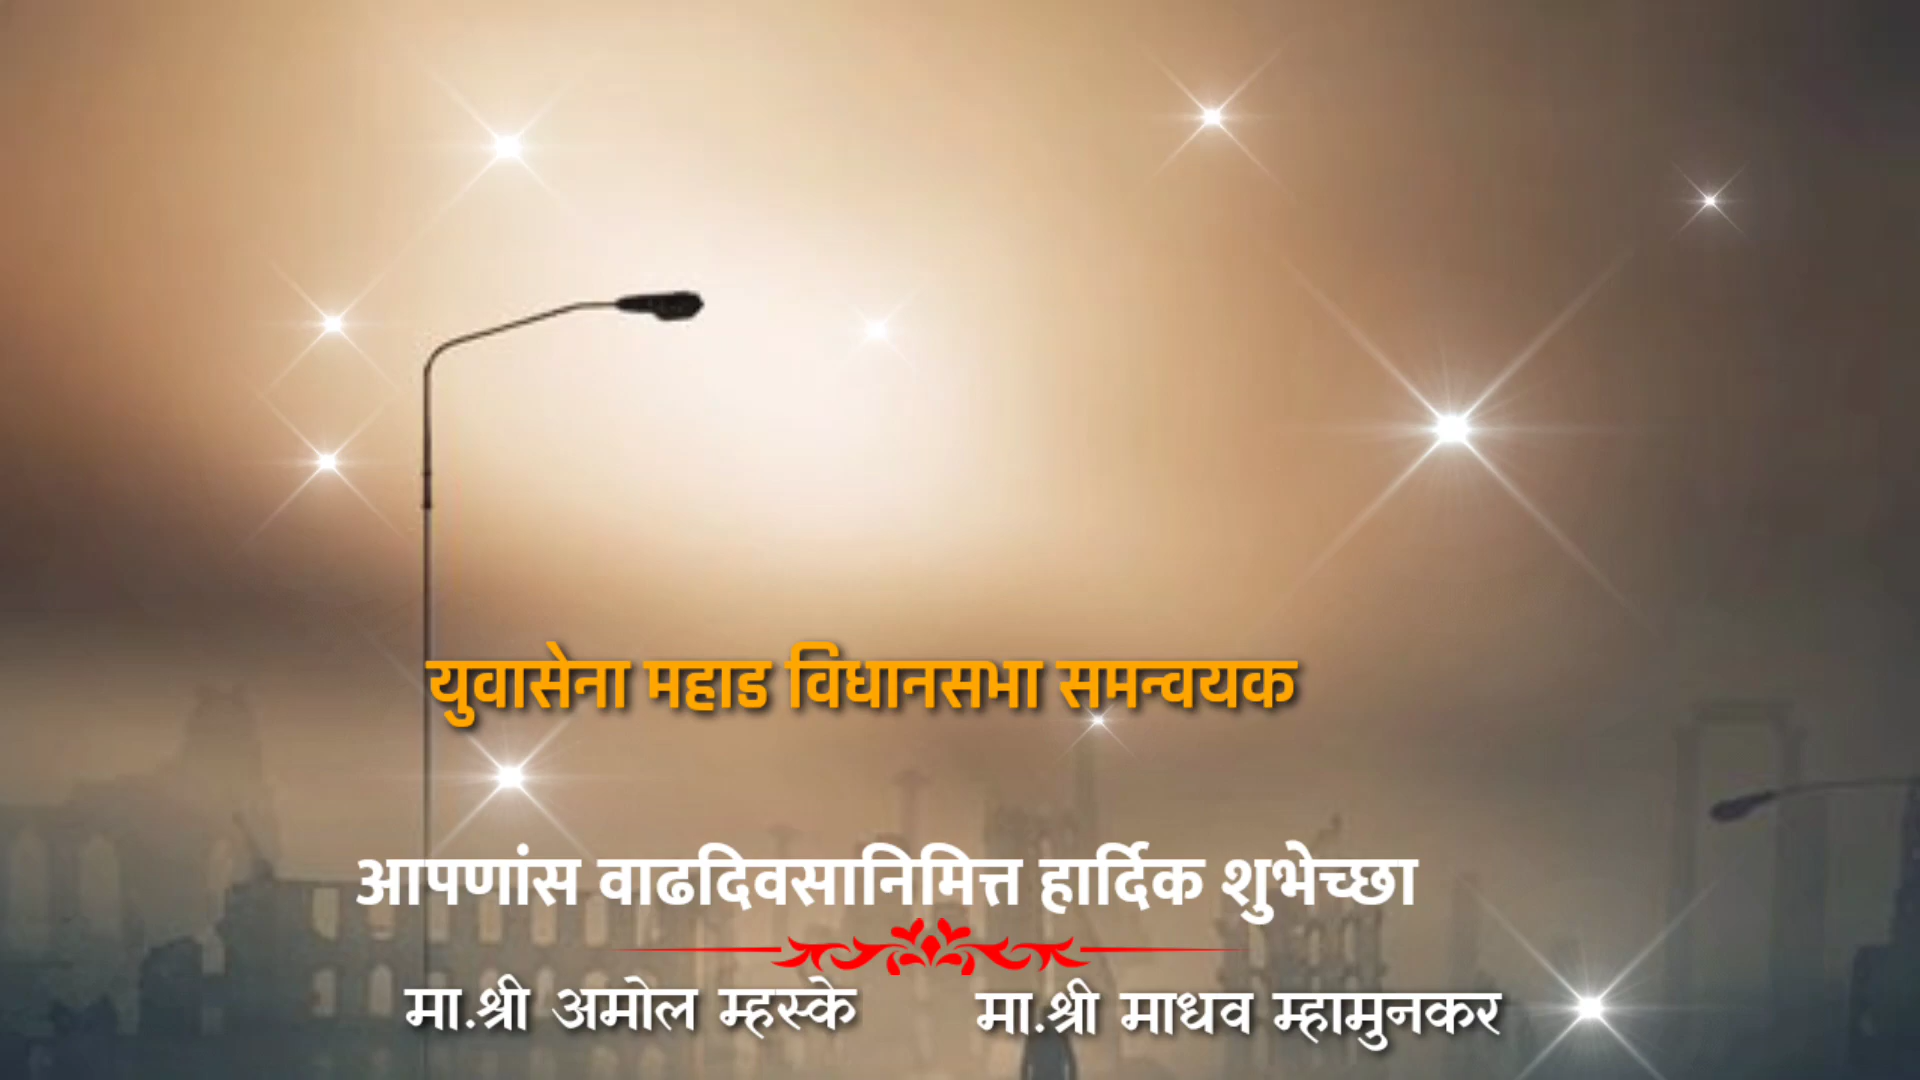 युवासेना महाड विधानसभा समन्वयक
आपणांस वाढदिवसानिमित्त हार्दिक शुभेच्छा
मा.श्री अमोल म्हस्के मा.श्री माधव म्हामुनकर